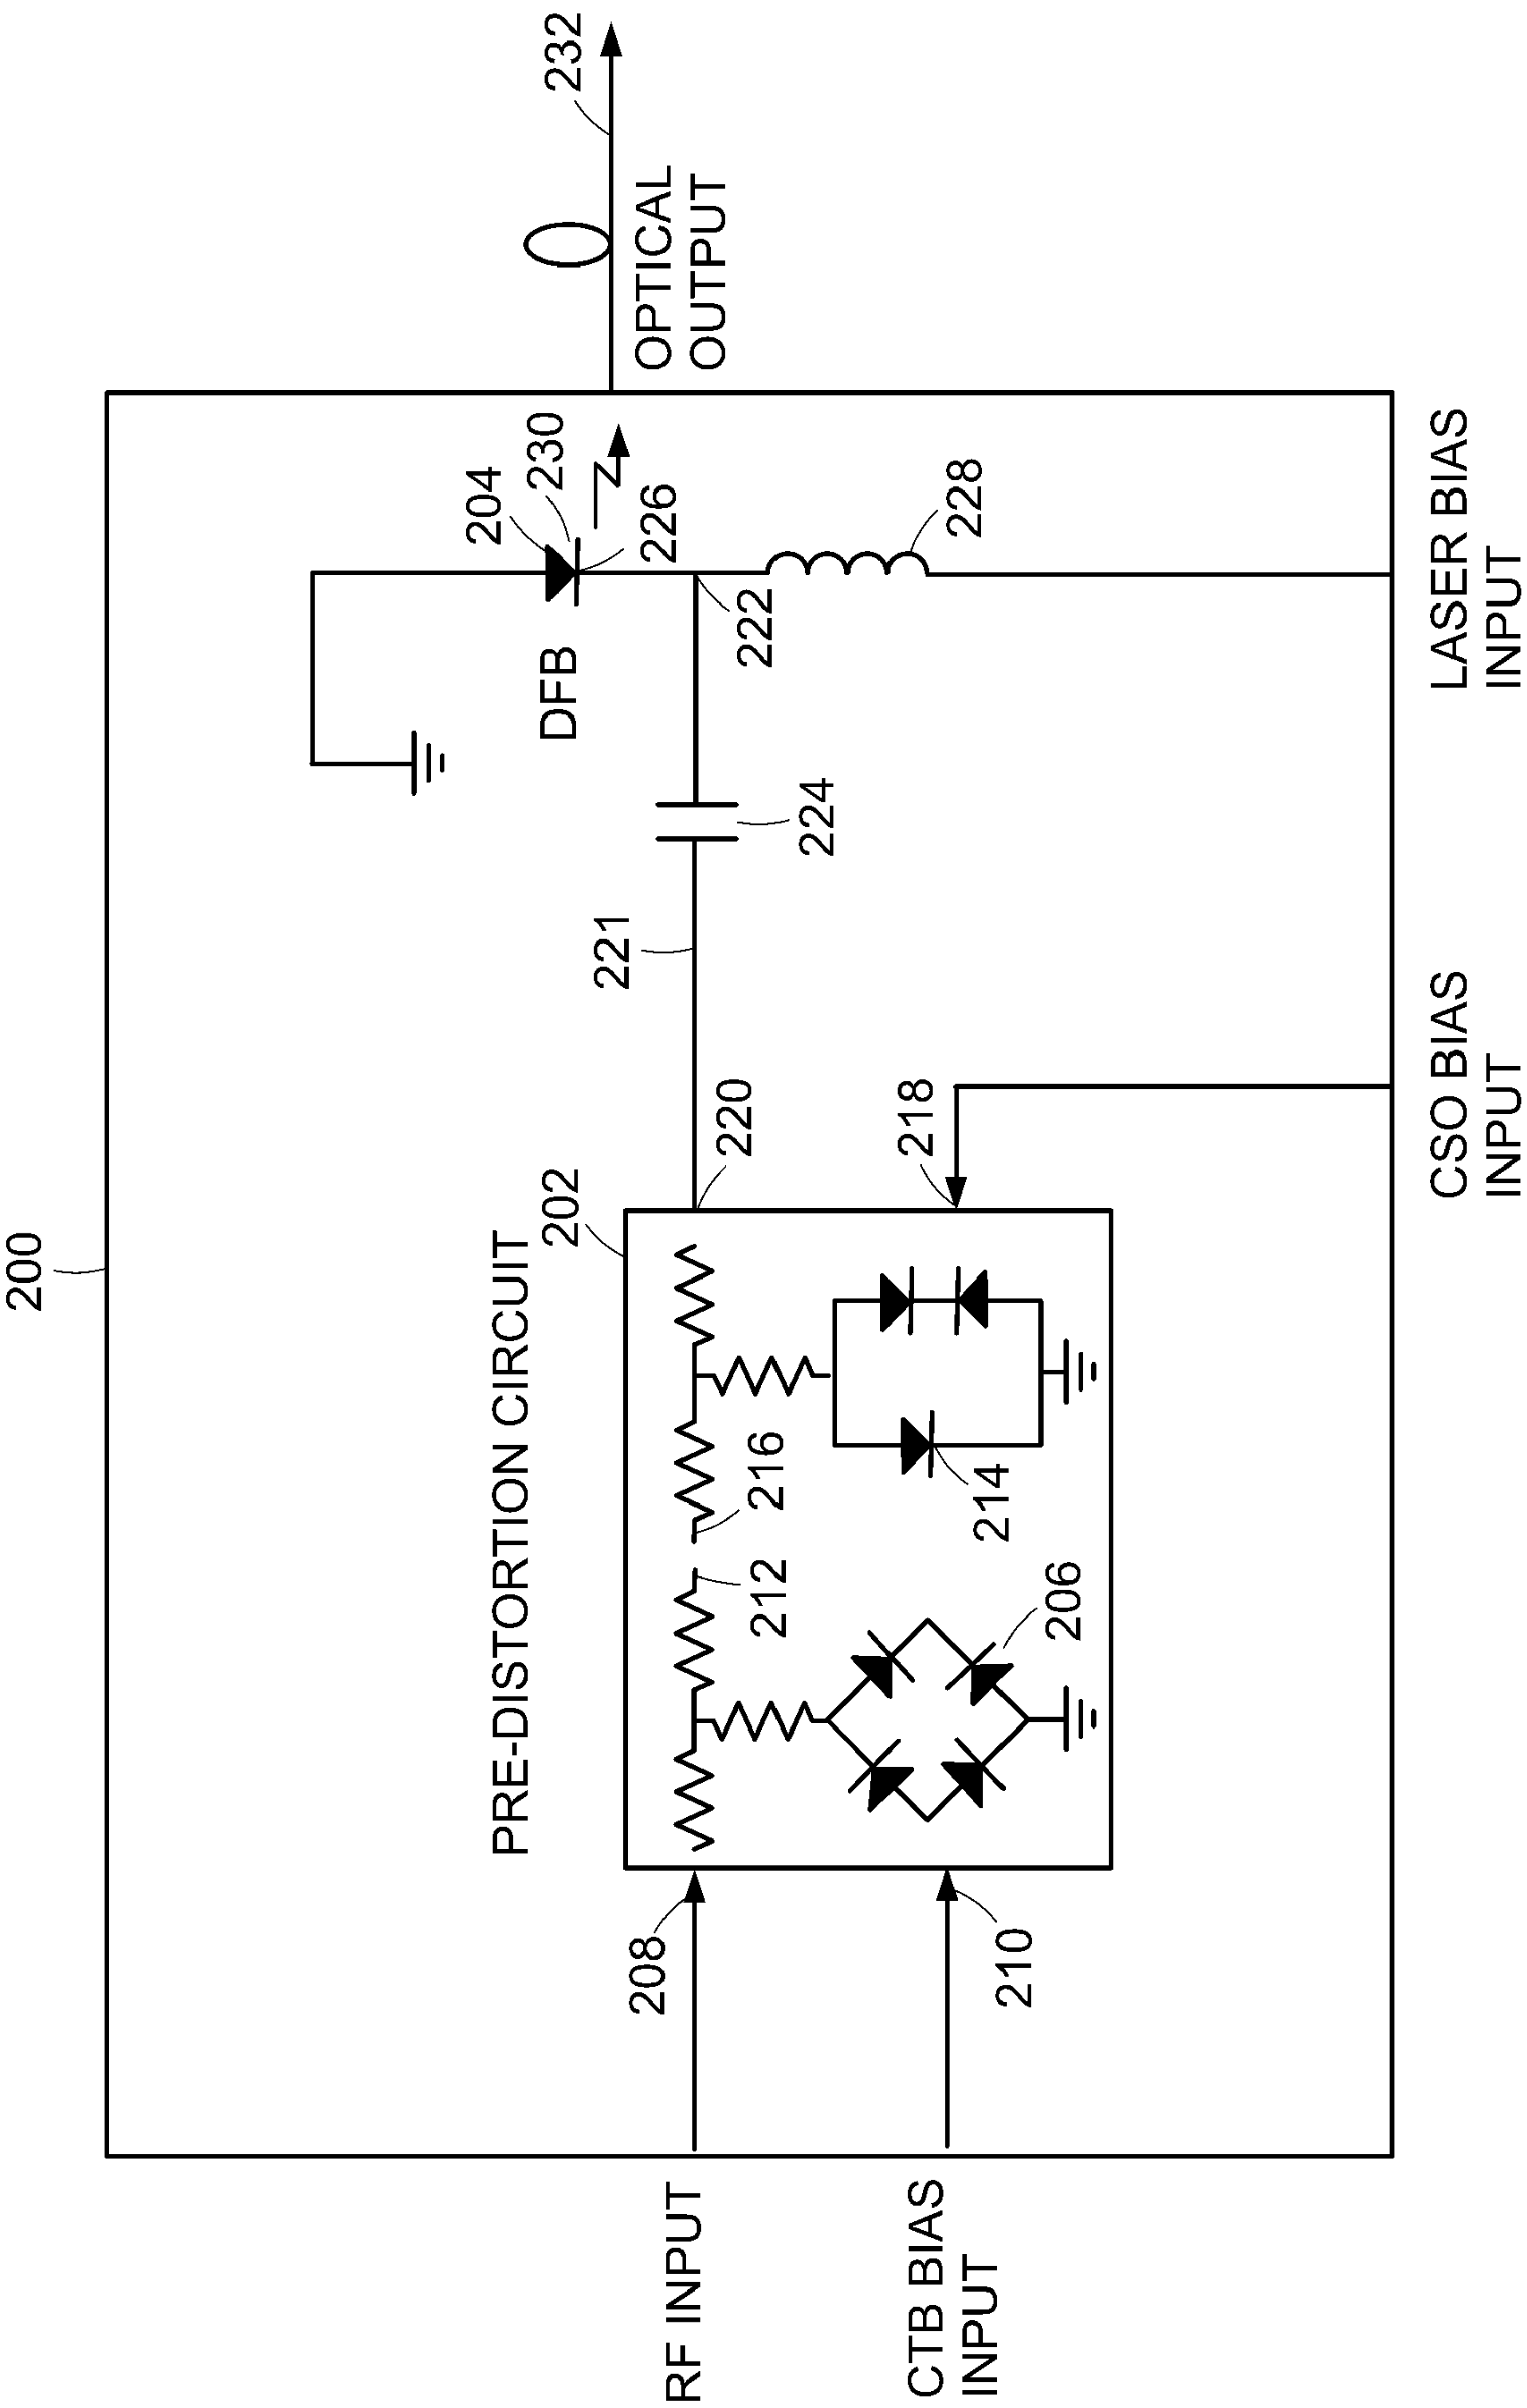 200
PRE-DISTORTION CIRCUIT
202
204
230
226
DFB
232
OPTICAL
OUTPUT
RF INPUT
208
212
216
220
221
224
222
228
CTB BIAS
INPUT
210
206
214
218
CSO BIAS
INPUT
LASER BIAS
INPUT